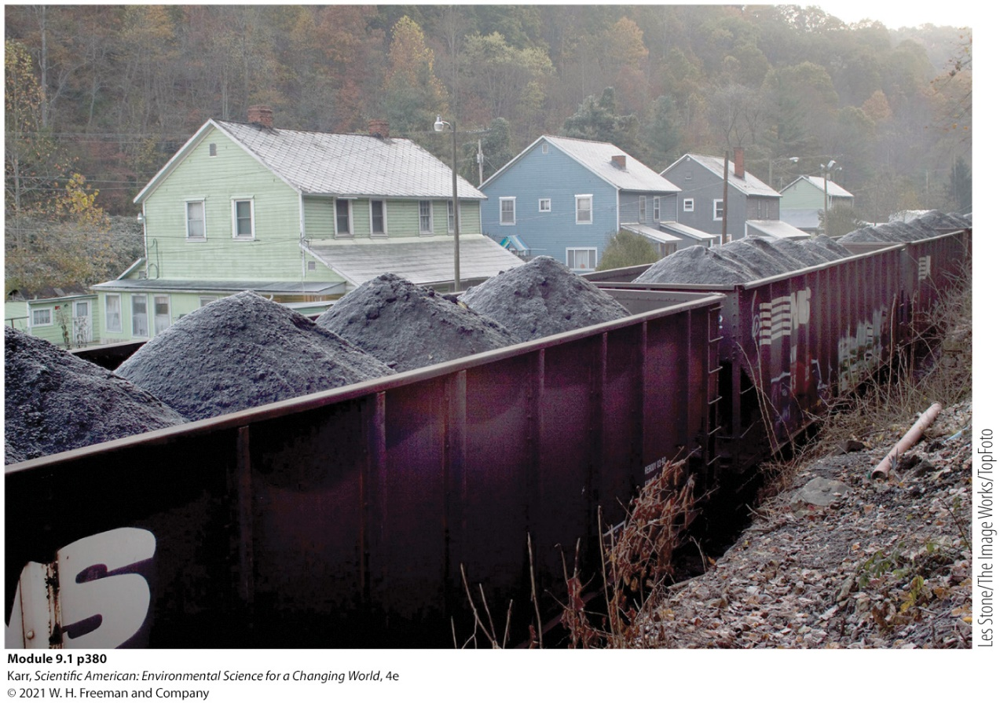 MS
Les Stone/The Image Works/TopFoto
Module 9.1 p380
Karr, Scientific American: Environmental Science for a Changing World, 4e
© 2021 W. H. Freeman and Company